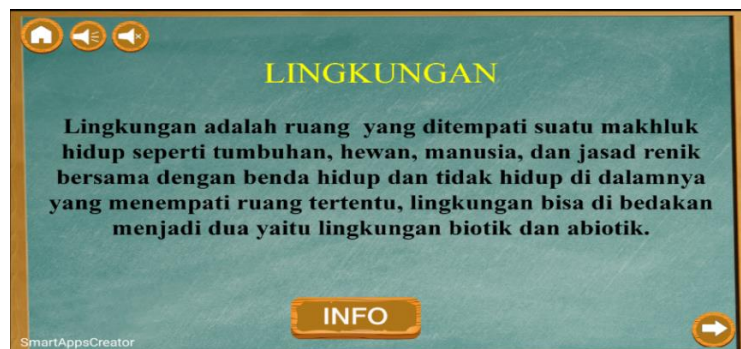 LINGKUNGAN
Lingkungan adalah ruang yang ditempati suatu makhluk
hidup seperti tumbuhan, hewan, manusia, dan jasad renik
bersama dengan benda hidup dan tidak hidup di dalamnya
yang menempati ruang tertentu, lingkungan bisa di bedakan
menjadi dua yaitu lingkungan biotik dan abiotik.
INFO
SmartAppsCreator